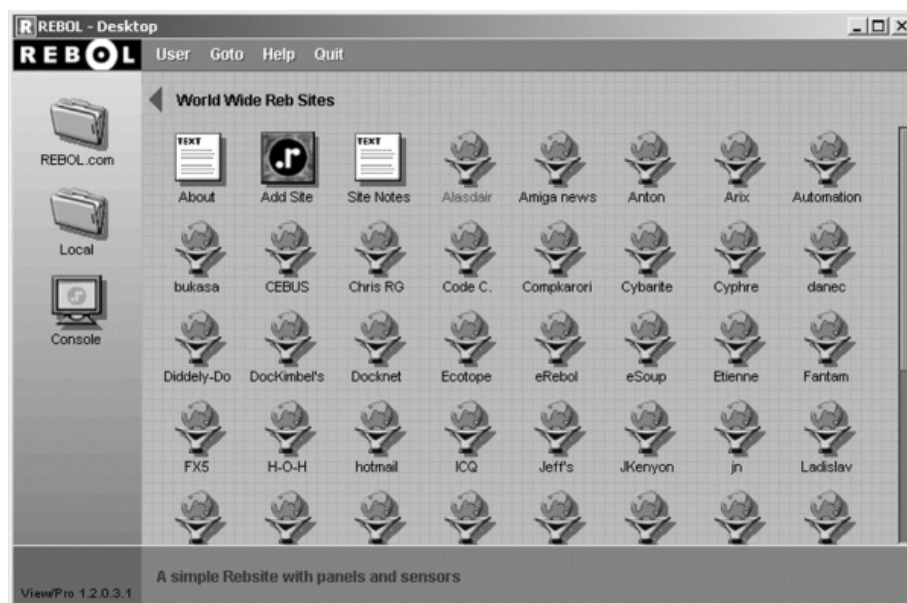 REBOL - Desktop
REBOL User Goto Help Quit
World Wide Reb Sites
REBOL.com
Local
Console
TEXT TEXT
About Add Site Site Notes Alasdair Amiga news Anton Arix Automation
bukasa CEBUS Chris RG Code C. Compkarori Cybarite Cyphre danec
Diddely-Do DocKimbel's Docknet Ecotope eRebol eSoup Etienne Fantam
FX5 H-O-H hotmail ICQ Jeff's JKenyon jn Ladislav
View/Pro 1.2.0.3.1
A simple Rebsite with panels and sensors